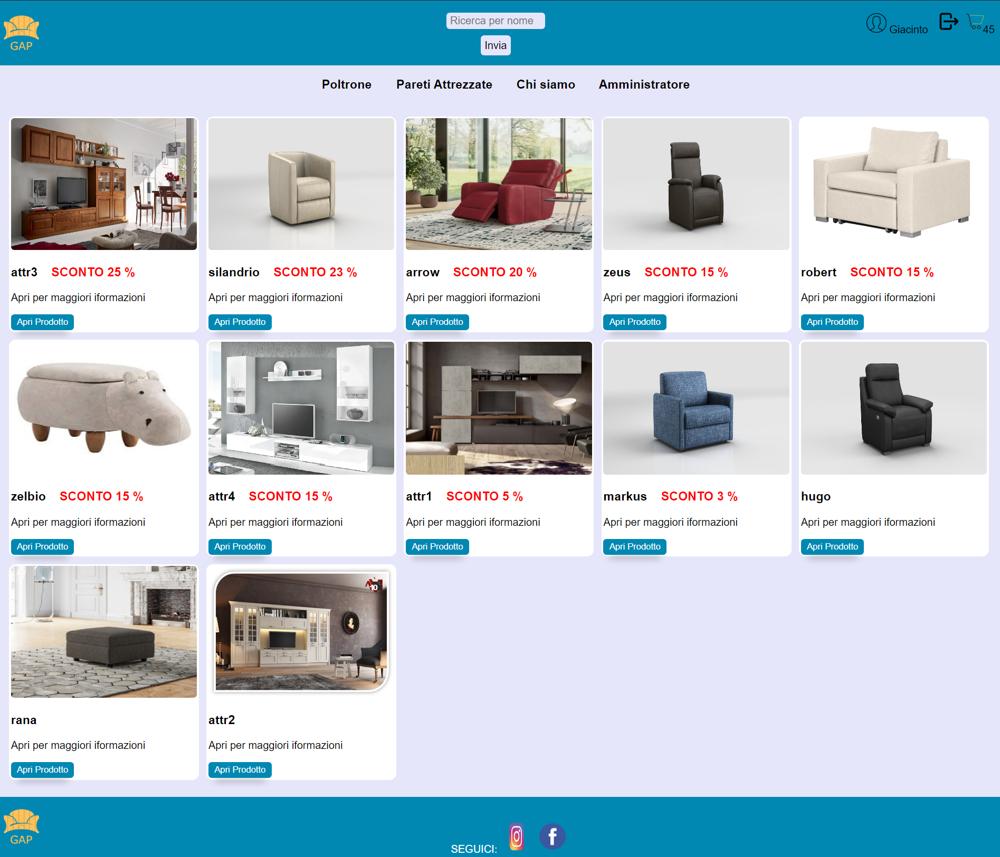 GAP
Ricerca per nome
Invia
Giacinto
45
Poltrone Pareti Attrezzate Chi siamo Amministratore
attr3 SCONTO 25 %
Apri per maggiori iformazioni
Apri Prodotto
silandrio SCONTO 23 %
Apri per maggiori iformazioni
Apri Prodotto
arrow SCONTO 20 %
Apri per maggiori iformazioni
Apri Prodotto
zeus SCONTO 15 %
Apri per maggiori iformazioni
Apri Prodotto
robert SCONTO 15 %
Apri per maggiori iformazioni
Apri Prodotto
zelbio SCONTO 15 %
Apri per maggiori iformazioni
Apri Prodotto
attr4 SCONTO 15 %
Apri per maggiori iformazioni
Apri Prodotto
attr1 SCONTO 5 %
Apri per maggiori iformazioni
Apri Prodotto
markus SCONTO 3 %
Apri per maggiori iformazioni
Apri Prodotto
hugo
Apri per maggiori iformazioni
Apri Prodotto
rana
Apri per maggiori iformazioni
Apri Prodotto
10
attr2
Apri per maggiori iformazioni
Apri Prodotto
GAP
SEGUICI: